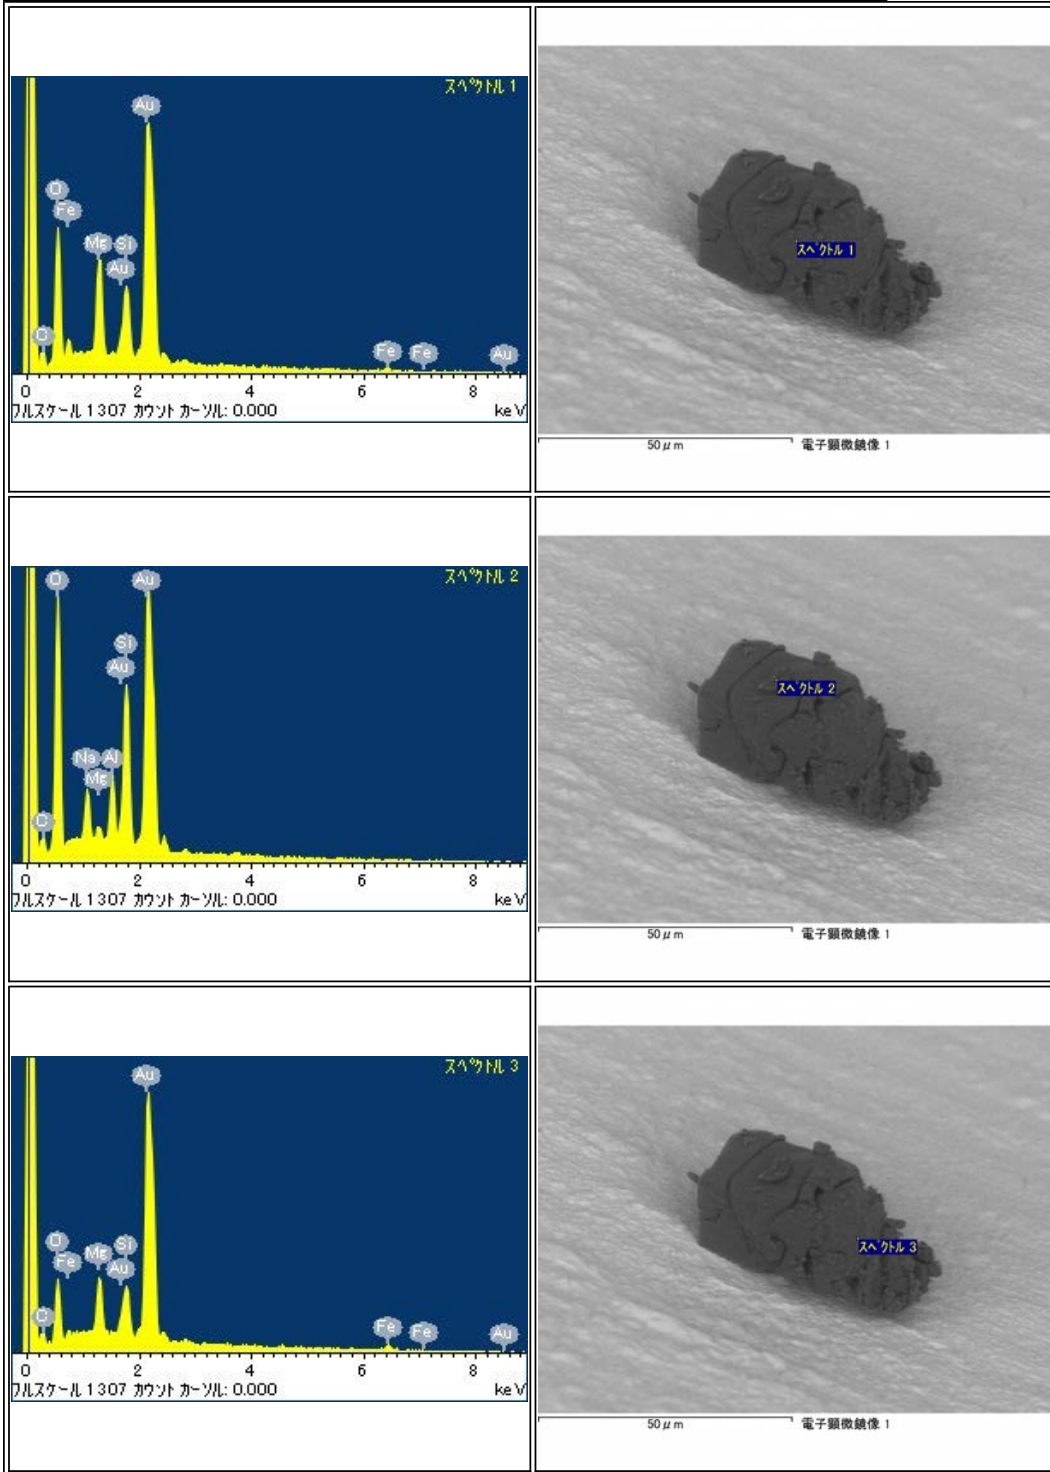 スペクトル 1
Au
O
Fe
Mg Si
Au
C
Fe Fe Au
0 2 4 6 8
フルスケール 1307 カウント カーソル: 0.000 keV
スペクトル 1
50μm 電子顕微鏡像 1
スペクトル 2
O Au
Si
Au
Na Al
Mg
C
0 2 4 6 8
フルスケール 1307 カウント カーソル: 0.000 keV
スペクトル 2
50μm 電子顕微鏡像 1
スペクトル 3
Au
O Si
Fe Mg
Au
C
Fe Fe Au
0 2 4 6 8
フルスケール 1307 カウント カーソル: 0.000 keV
スペクトル 3
50μm 電子顕微鏡像 1